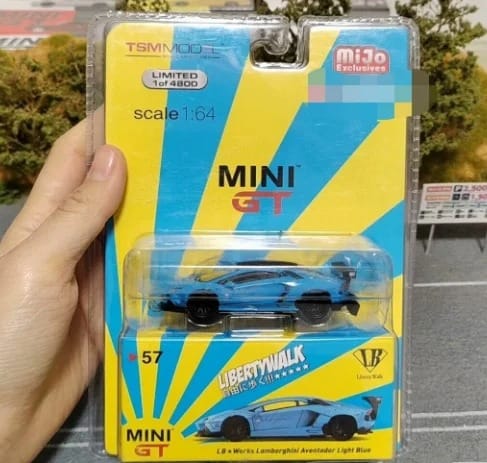 TSMMODEL
MiJo
Exclusives
LIMITED
1 of 4800
scale 1:64
MINI
GT
57
LIBERTYWALK
自由に歩く!!!★★★★★
LB
Liberty Walk
MINI
GT
LB★Works Lamborghini Aventador Light Blue